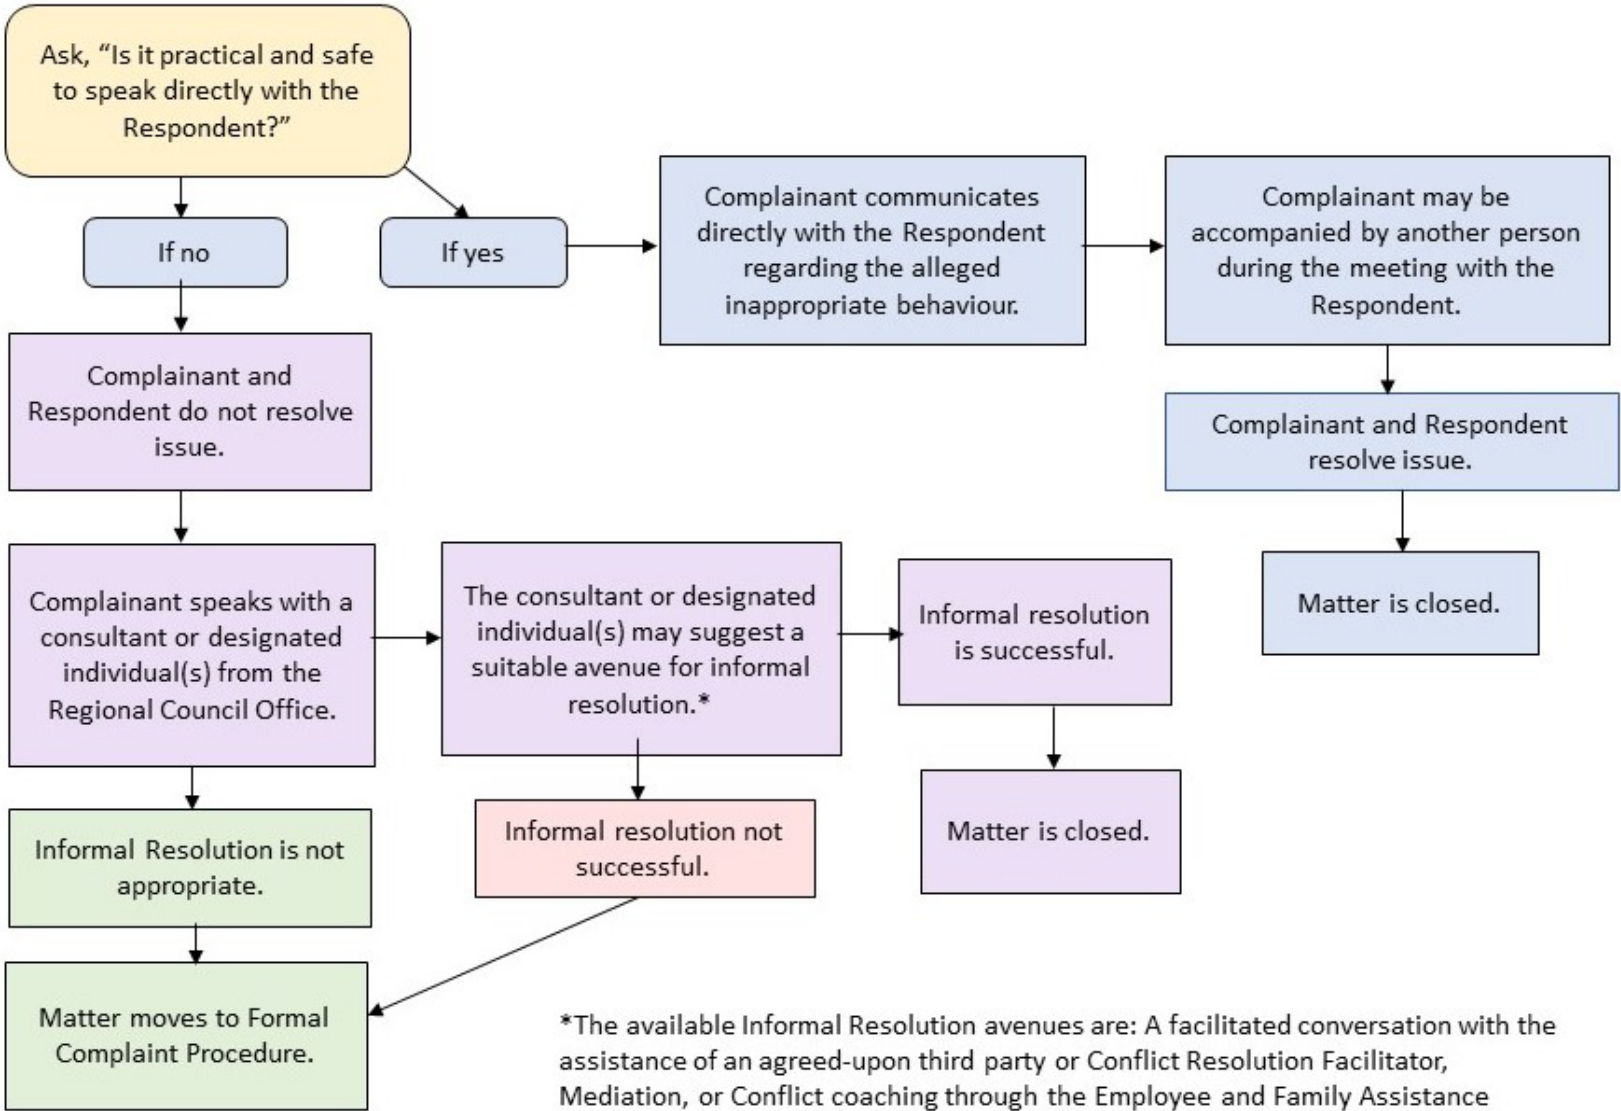 Ask, “Is it practical and safe
to speak directly with the
Respondent?”
If no
If yes
Complainant communicates
directly with the Respondent
regarding the alleged
inappropriate behaviour.
Complainant may be
accompanied by another person
during the meeting with the
Respondent.
Complainant and Respondent
resolve issue.
Matter is closed.
Complainant and
Respondent do not resolve
issue.
Complainant speaks with a
consultant or designated
individual(s) from the
Regional Council Office.
The consultant or designated
individual(s) may suggest a
suitable avenue for informal
resolution.*
Informal resolution
is successful.
Matter is closed.
Informal resolution not
successful.
Informal Resolution is not
appropriate.
Matter moves to Formal
Complaint Procedure.
*The available Informal Resolution avenues are: A facilitated conversation with the
assistance of an agreed-upon third party or Conflict Resolution Facilitator,
Mediation, or Conflict coaching through the Employee and Family Assistance